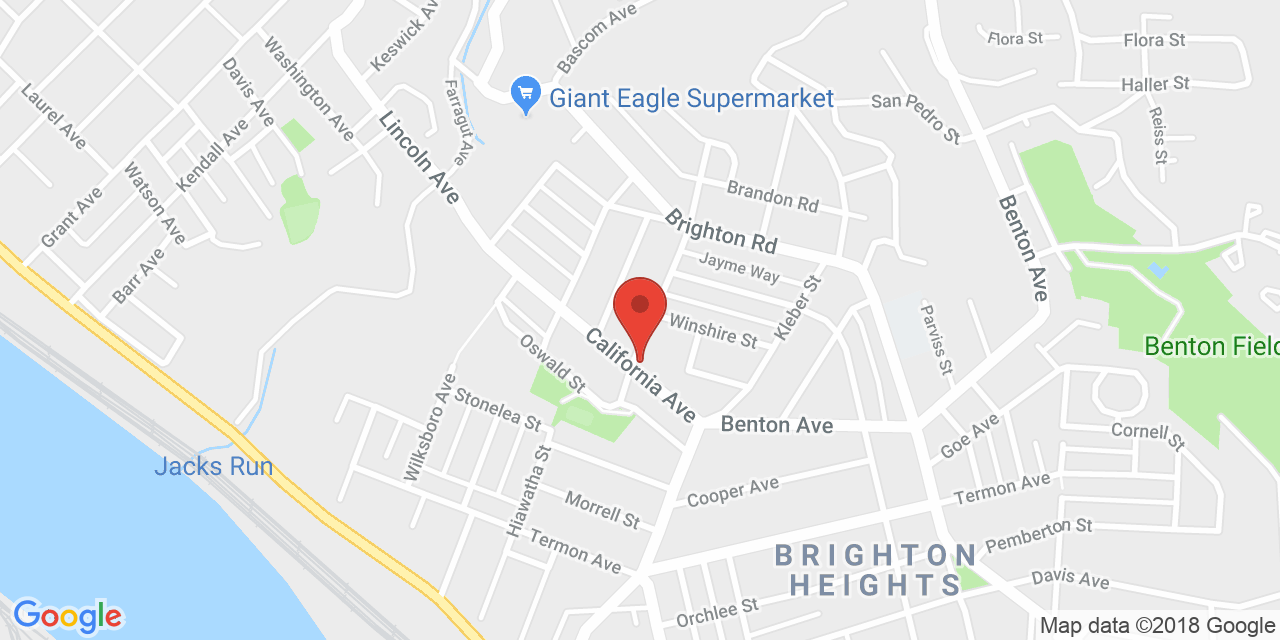 Keswick Av
Bascom Ave
Flora St
Flora St
Washington Ave
Davis Ave
Laurel Ave
Farragut Ave
Haller St
Giant Eagle Supermarket
San Pedro St
Reiss St
Lincoln Ave
Kendall Ave
Watson Ave
Grant Ave
Brandon Rd
Brighton Rd
Benton Ave
Barr Ave
Jayme Way
Kleber St
Winshire St
Parviss St
California Ave
Oswald St
Benton Field
Wilksboro Ave
Stonelea St
Benton Ave
Goe Ave
Cornell St
Jacks Run
Hiawatha St
Cooper Ave
Termon Ave
Morrell St
Pemberton St
Termon Ave
BRIGHTON
HEIGHTS
Davis Ave
Orchlee St
Google
Map data ©2018 Google